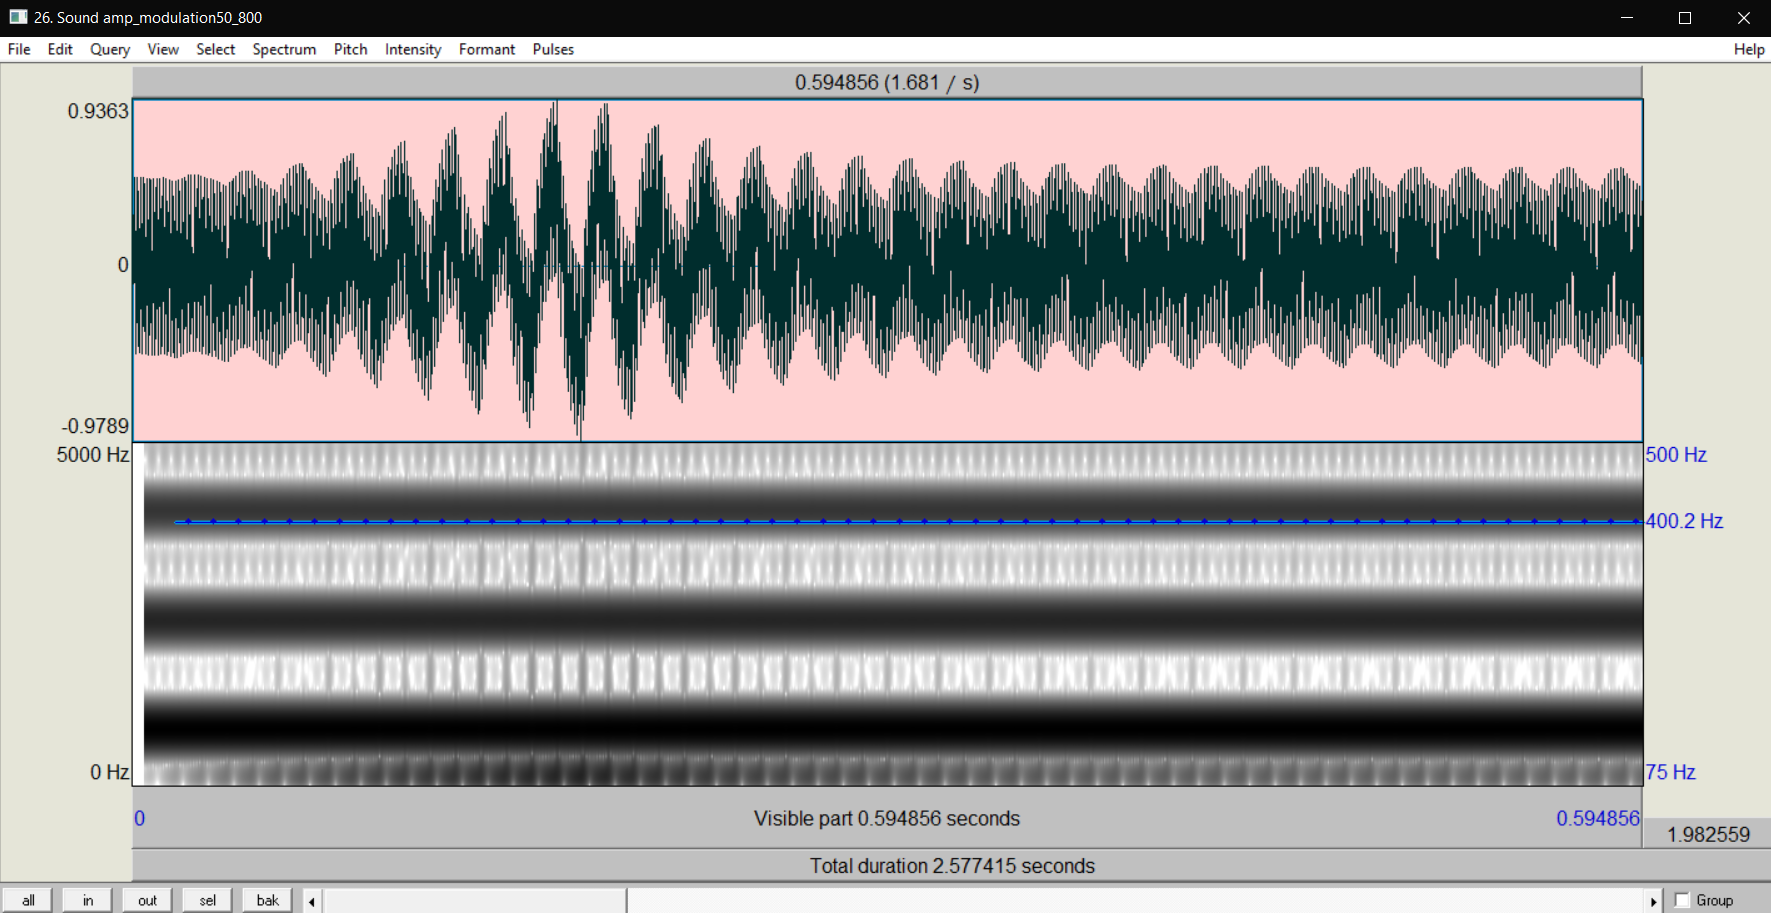 26. Sound amp_modulation50_800
File Edit Query View Select Spectrum Pitch Intensity Formant Pulses Help
0.594856 (1.681 / s)
0.9363
0
-0.9789
5000 Hz 500 Hz
400.2 Hz
0 Hz 75 Hz
0 Visible part 0.594856 seconds 0.594856
1.982559
Total duration 2.577415 seconds
all in out sel bak Group